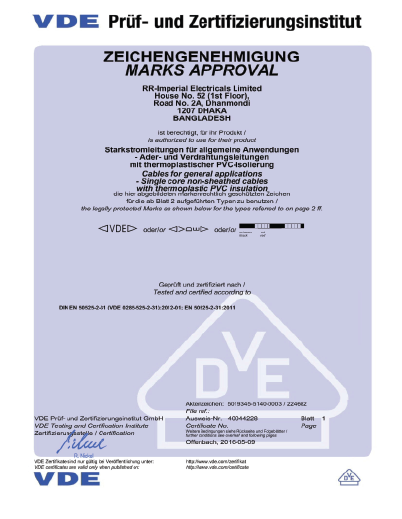 VDE Prüf- und Zertifizierungsinstitut
ZEICHENGENEHMIGUNG
MARKS APPROVAL
RR-Imperial Electricals Limited
House No. 52 (1st Floor),
Road No. 2A, Dhanmondi
1207 DHAKA
BANGLADESH
ist berechtigt, für ihr Produkt /
is authorized to use for their product
Starkstromleitungen für allgemeine Anwendungen
- Ader- und Verdrahtungsleitungen
mit thermoplastischer PVC-Isolierung
Cables for general applications
- Single core non-sheathed cables
with thermoplastic PVC insulation
die hier abgebildeten markenrechtlich geschützten Zeichen
für die ab Blatt 2 aufgeführten Typen zu benutzen /
the legally protected Marks as shown below for the types referred to on page 2 ff.
VDE oder/or oder/or
Geprüft und zertifiziert nach /
Tested and certified according to
DIN EN 50525-2-31 (VDE 0285-525-2-31):2012-01; EN 50525-2-31:2011
VDE
Aktenzeichen: 5019345-5140-0003 / 224662
File ref.:
VDE Prüf- und Zertifizierungsinstitut GmbH
Ausweis-Nr. 40044228 Blatt 1
VDE Testing and Certification Institute
Certificate No. Page
Zertifizierungsstelle / Certification
Weitere Bedingungen siehe Rückseite und Folgeblätter /
further conditions see overleaf and following pages
Offenbach, 2016-05-09
VDE Zertifikate sind nur gültig bei Veröffentlichung unter: http://www.vde.com/zertifikat
VDE certificates are valid only when published on: http://www.vde.com/certificate
VDE